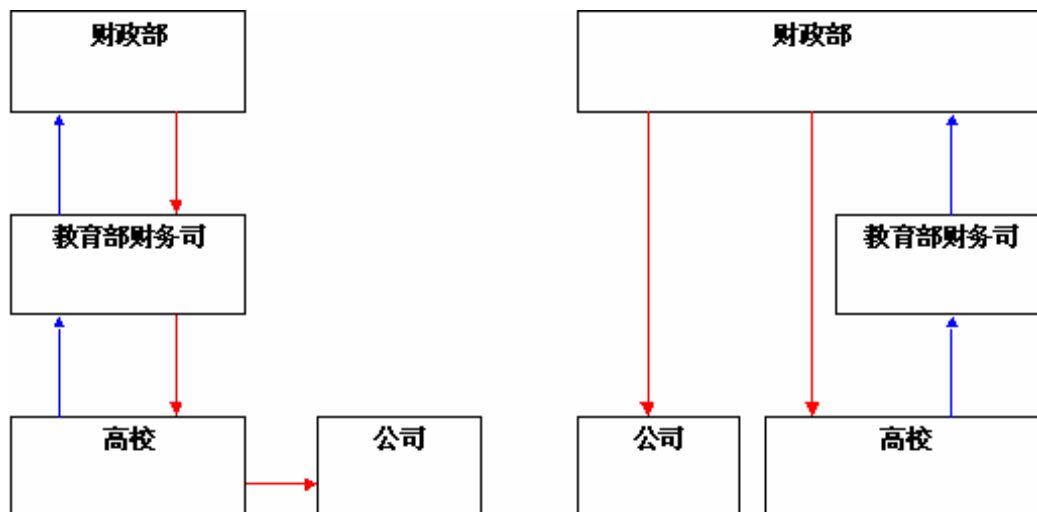 财政部
财政部
教育部财务司
教育部财务司
高校
公司
公司
高校